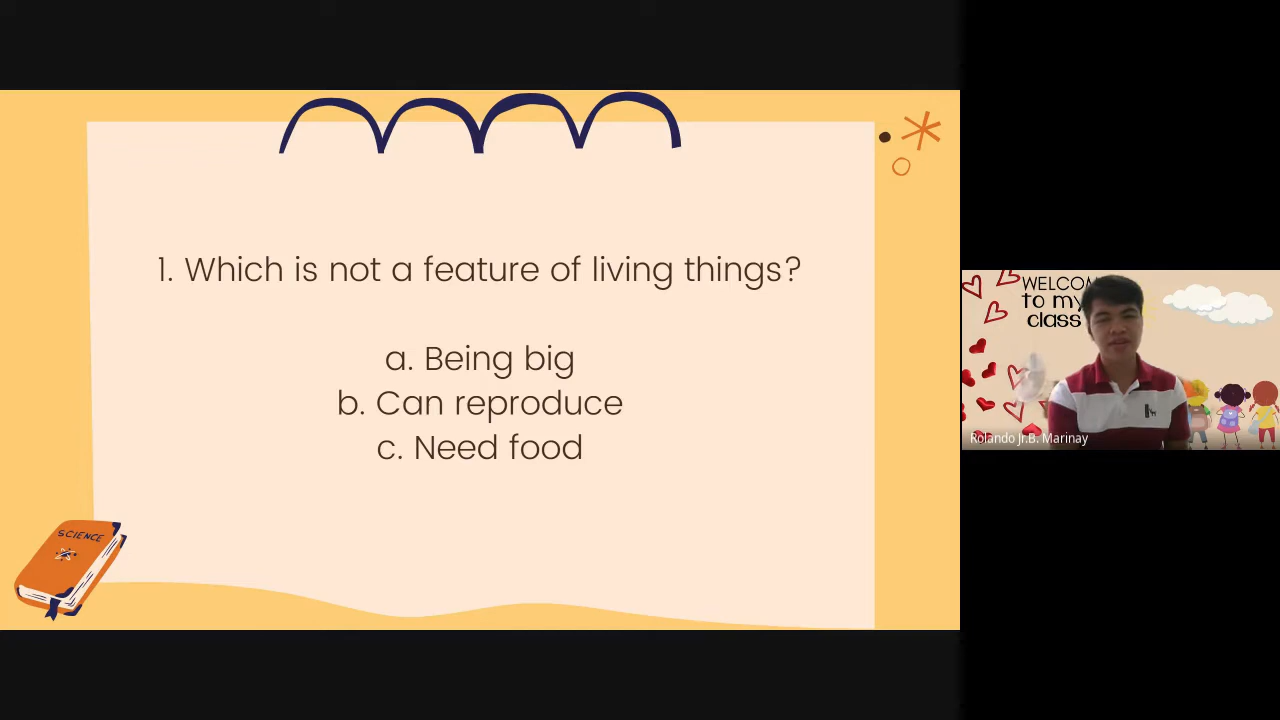 1. Which is not a feature of living things?
a. Being big
b. Can reproduce
c. Need food
SCIENCE
WELCOM
to my
class
Rolando Jr.B. Marinay